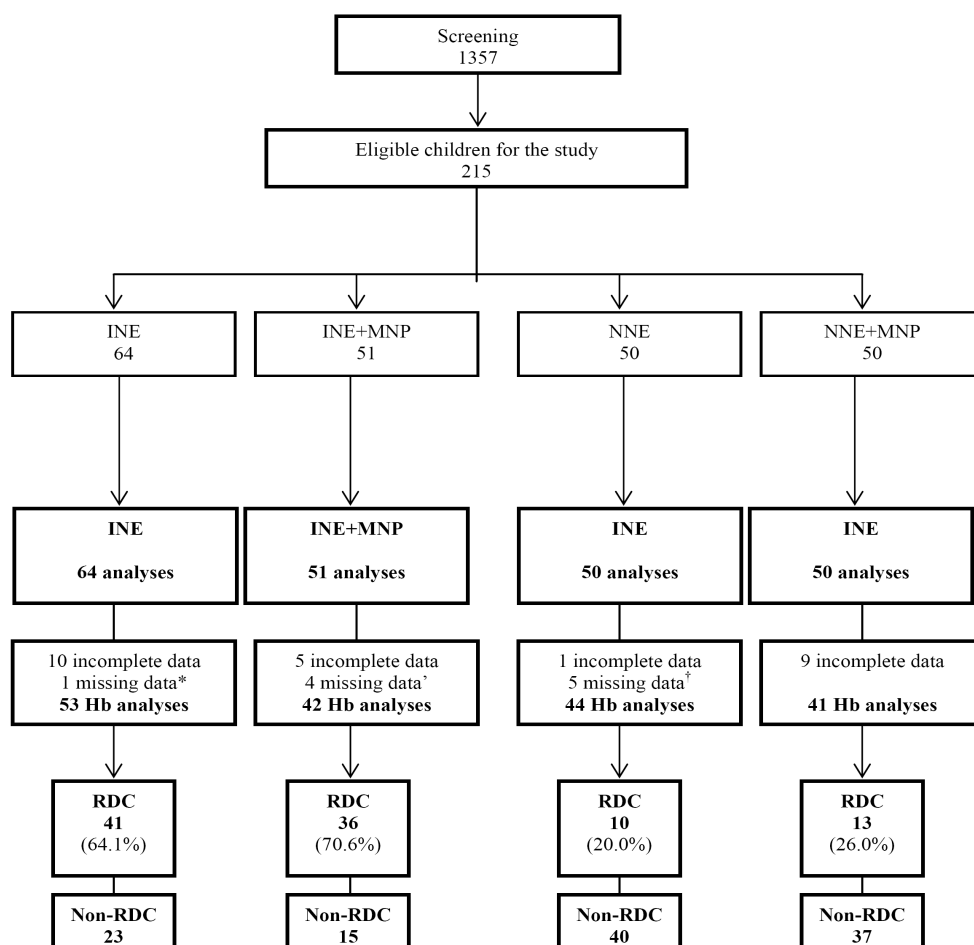 Screening
1357
Eligible children for the study
215
INE
64
INE+MNP
51
NNE
50
NNE+MNP
50
INE
64 analyses
INE+MNP
51 analyses
INE
50 analyses
INE
50 analyses
10 incomplete data
1 missing data*
53 Hb analyses
5 incomplete data
4 missing data’
42 Hb analyses
1 incomplete data
5 missing data†
44 Hb analyses
9 incomplete data
41 Hb analyses
RDC
41
(64.1%)
RDC
36
(70.6%)
RDC
10
(20.0%)
RDC
13
(26.0%)
Non-RDC
23
Non-RDC
15
Non-RDC
40
Non-RDC
37